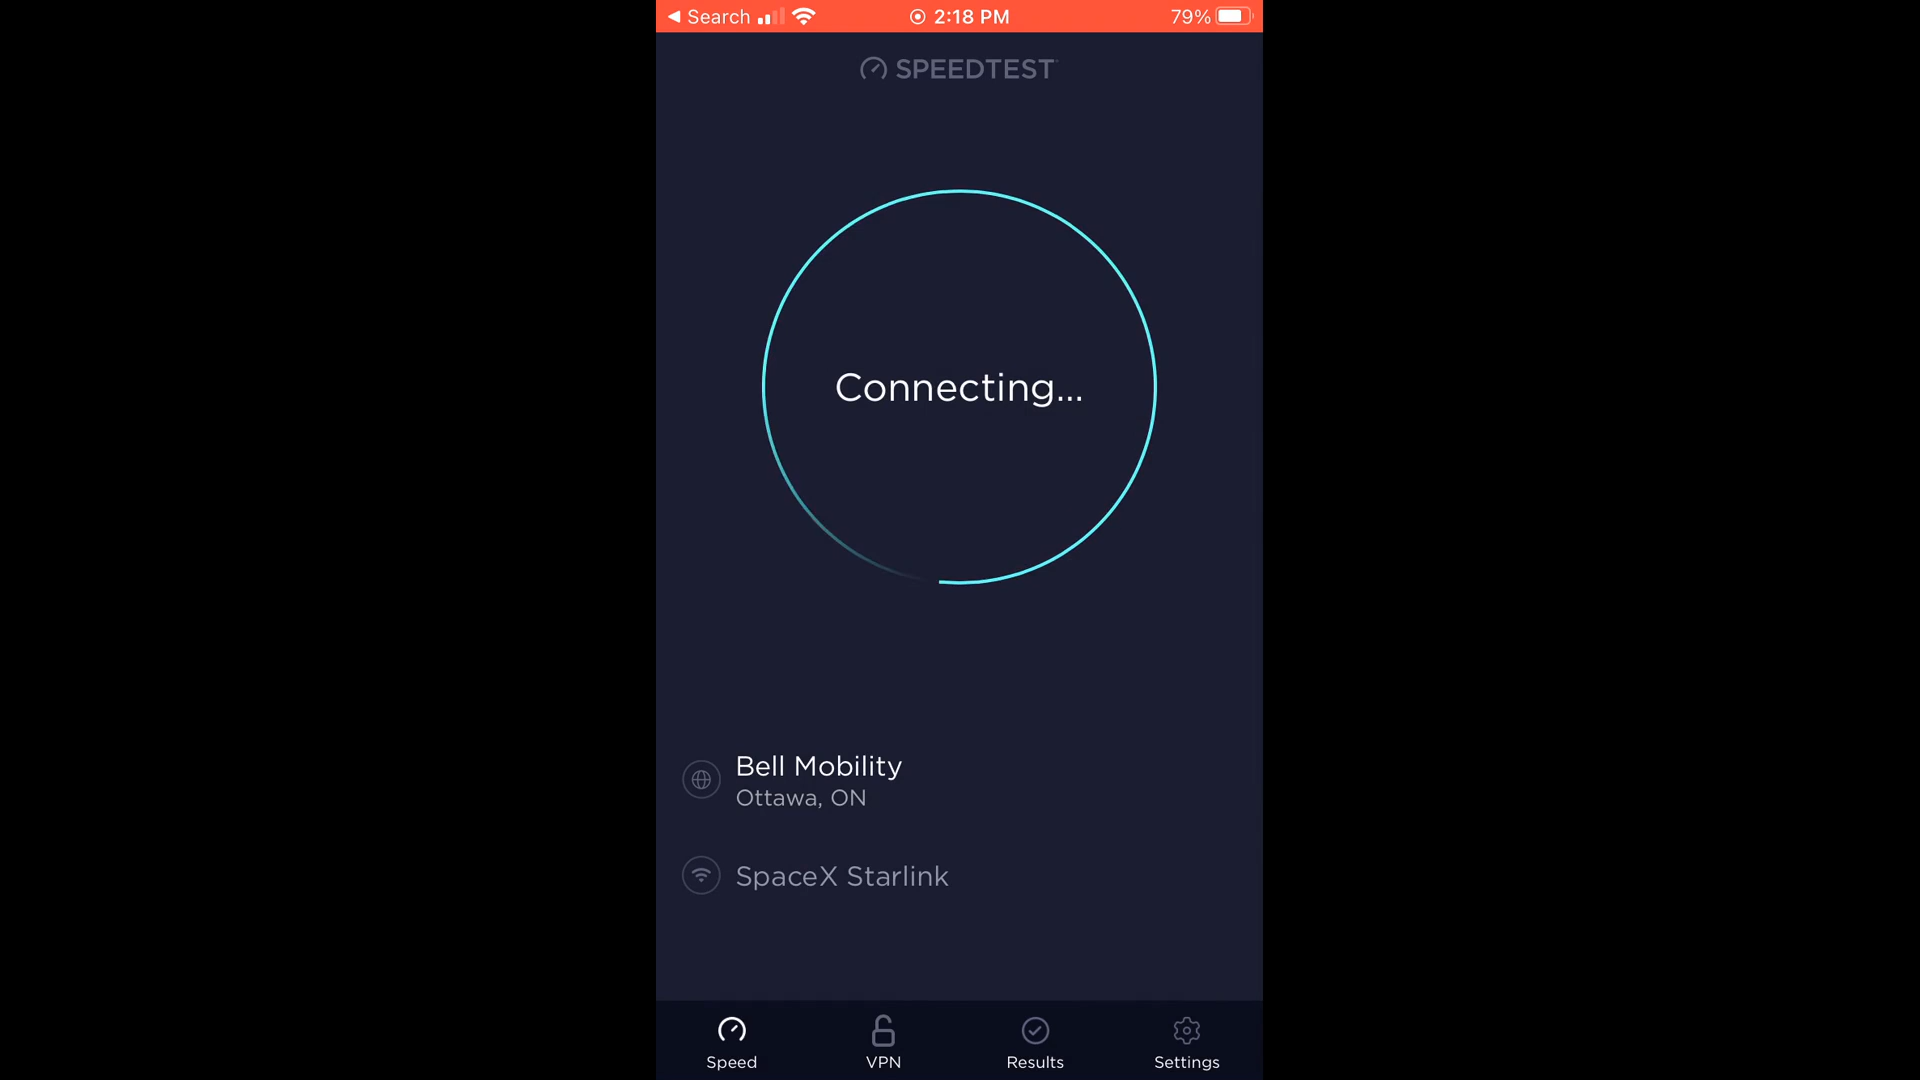 Search 2:18 PM 79%
SPEEDTEST
Connecting...
Bell Mobility
Ottawa, ON
SpaceX Starlink
Speed VPN Results Settings